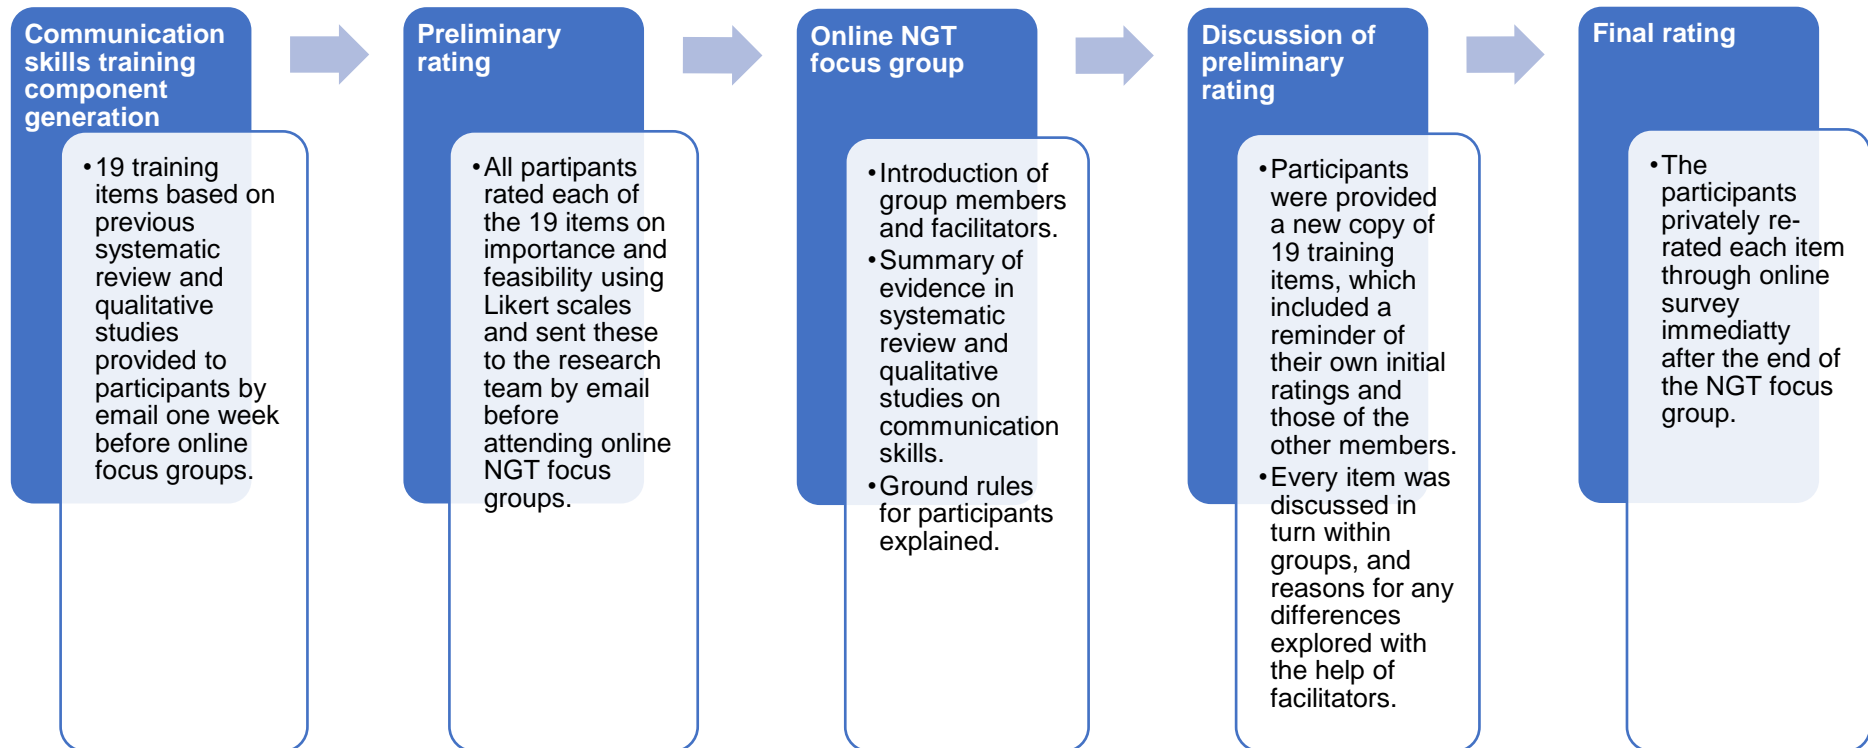 Communication
skills training
component
generation
•19 training
items based on
previous
systematic
review and
qualitative
studies
provided to
participants by
email one week
before online
focus groups.
Preliminary
rating
•All partipants
rated each of
the 19 items on
importance and
feasibility using
Likert scales
and sent these
to the research
team by email
before
attending online
NGT focus
groups.
Online NGT
focus group
•Introduction of
group members
and facilitators.
•Summary of
evidence in
systematic
review and
qualitative
studies on
communication
skills.
•Ground rules
for participants
explained.
Discussion of
preliminary
rating
•Participants
were provided
a new copy of
19 training
items, which
included a
reminder of
their own initial
ratings and
those of the
other members.
•Every item was
discussed in
turn within
groups, and
reasons for any
differences
explored with
the help of
facilitators.
Final rating
•The
participants
privately re-
rated each item
through online
survey
immediatty
after the end of
the NGT focus
group.